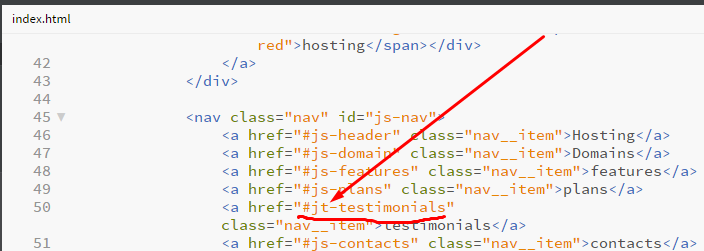 index.html
red">hosting</span></div>
42 </a>
43 </div>
44
45 <nav class="nav" id="js-nav">
46 <a href="#js-header" class="nav__item">Hosting</a>
47 <a href="#js-domain" class="nav__item">Domains</a>
48 <a href="#js-features" class="nav__item">features</a>
49 <a href="#js-plans" class="nav__item">plans</a>
50 <a href="#jt-testimonials"
class="nav__item">testimonials</a>
51 <a href="#js-contacts" class="nav__item">contacts</a>